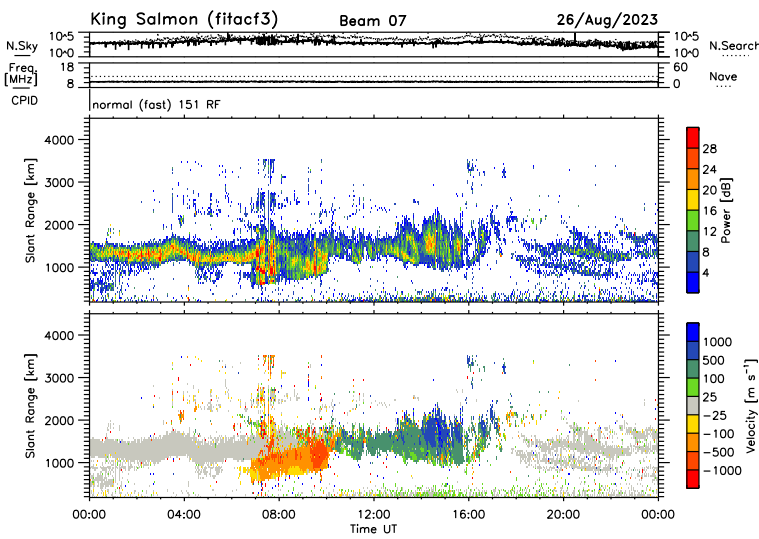 King Salmon (fitacf3) Beam 07 26/Aug/2023
N.Sky 10^5 10^0 10^5 10^0 N.Search
Freq. [MHz] 18 8 60 0 Nave
CPID normal (fast) 151 RF
Slant Range [km] 4000 3000 2000 1000
Power [dB] 28 24 20 16 12 8 4
Slant Range [km] 4000 3000 2000 1000
Velocity [m s⁻¹] 1000 500 100 25 −25 −100 −500 −1000
00:00 04:00 08:00 12:00 16:00 20:00 00:00
Time UT